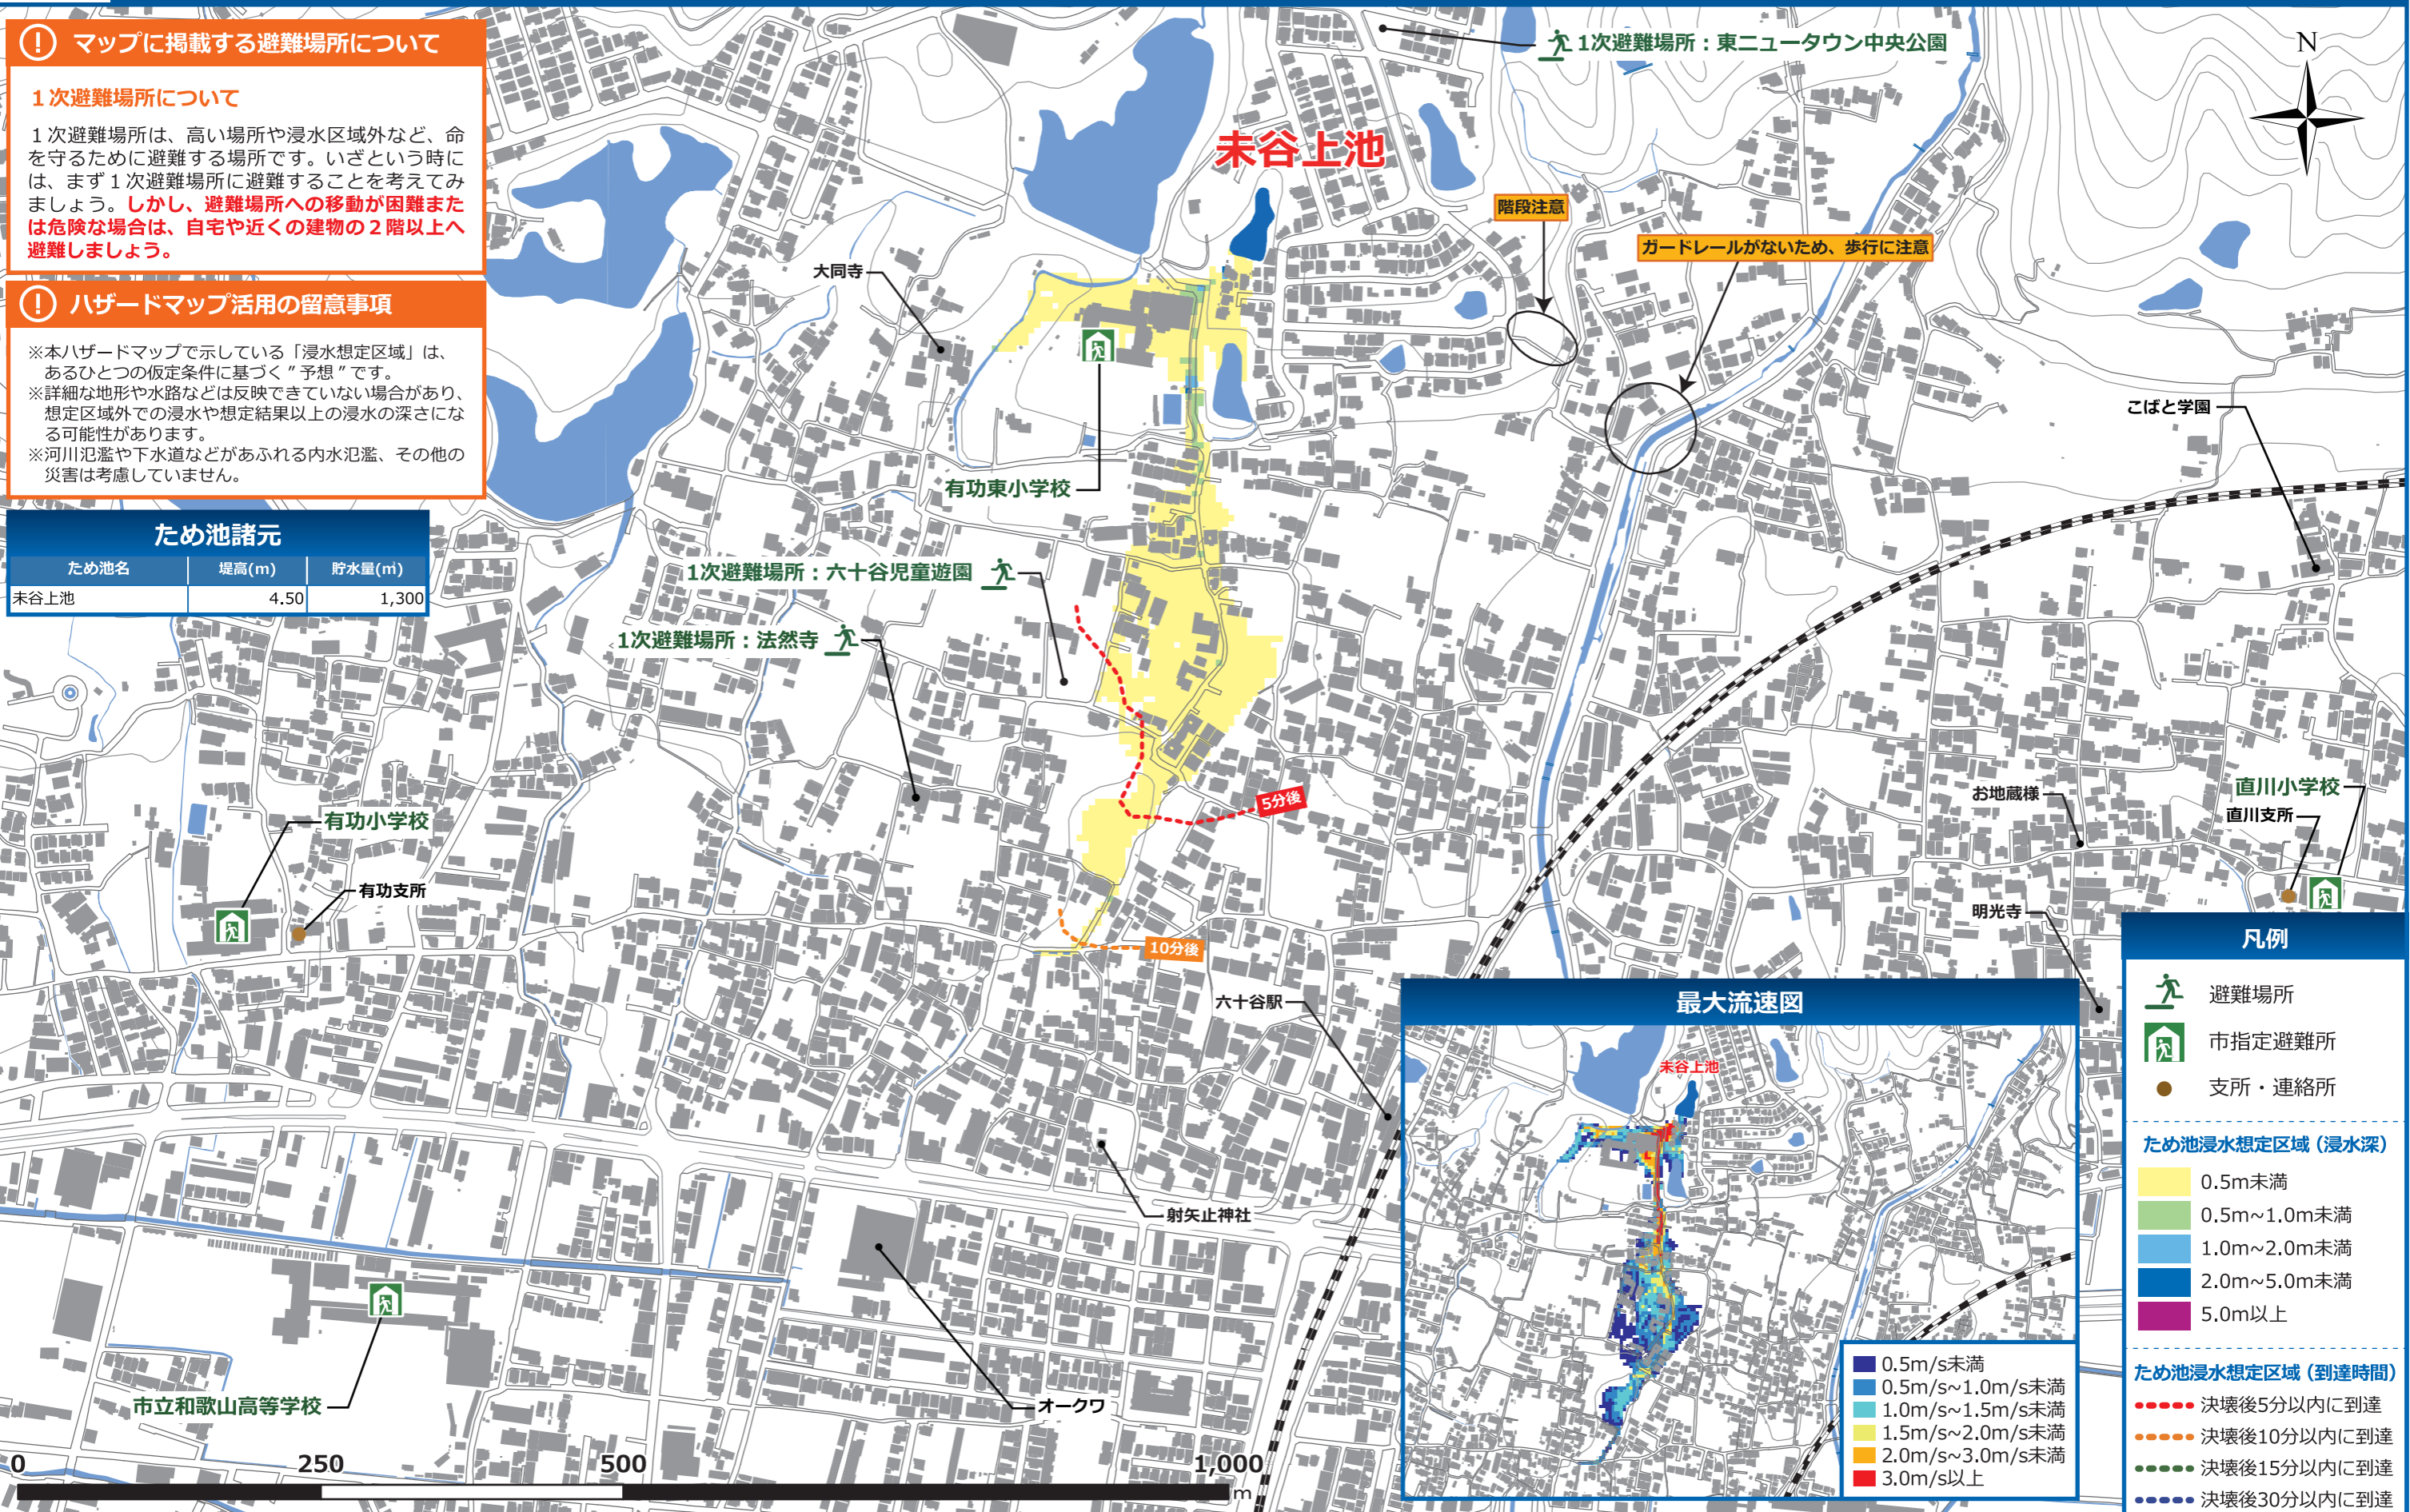 マップに掲載する避難場所について
1次避難場所について
1次避難場所は、高い場所や浸水区域外など、命
を守るために避難する場所です。いざという時に
は、まず1次避難場所に避難することを考えてみ
ましょう。しかし、避難場所への移動が困難また
は危険な場合は、自宅や近くの建物の2階以上へ
避難しましょう。
ハザードマップ活用の留意事項
※本ハザードマップで示している「浸水想定区域」は、
あるひとつの仮定条件に基づく"予想"です。
※詳細な地形や水路などは反映できていない場合があり、
想定区域外での浸水や想定結果以上の浸水の深さにな
る可能性があります。
※河川氾濫や下水道などがあふれる内水氾濫、その他の
災害は考慮していません。
ため池諸元
ため池名 堤高(m) 貯水量(㎥)
未谷上池 4.50 1,300
1次避難場所：東ニュータウン中央公園
N
未谷上池
階段注意
ガードレールがないため、歩行に注意
大同寺
こばと学園
有功東小学校
1次避難場所：六十谷児童遊園
1次避難場所：法然寺
5分後
お地蔵様
直川小学校
直川支所
有功小学校
有功支所
明光寺
10分後
六十谷駅
射矢止神社
オークワ
市立和歌山高等学校
0 250 500 1,000
m
最大流速図
未谷上池
0.5m/s未満
0.5m/s~1.0m/s未満
1.0m/s~1.5m/s未満
1.5m/s~2.0m/s未満
2.0m/s~3.0m/s未満
3.0m/s以上
凡例
避難場所
市指定避難所
支所・連絡所
ため池浸水想定区域（浸水深）
0.5m未満
0.5m~1.0m未満
1.0m~2.0m未満
2.0m~5.0m未満
5.0m以上
ため池浸水想定区域（到達時間）
決壊後5分以内に到達
決壊後10分以内に到達
決壊後15分以内に到達
決壊後30分以内に到達